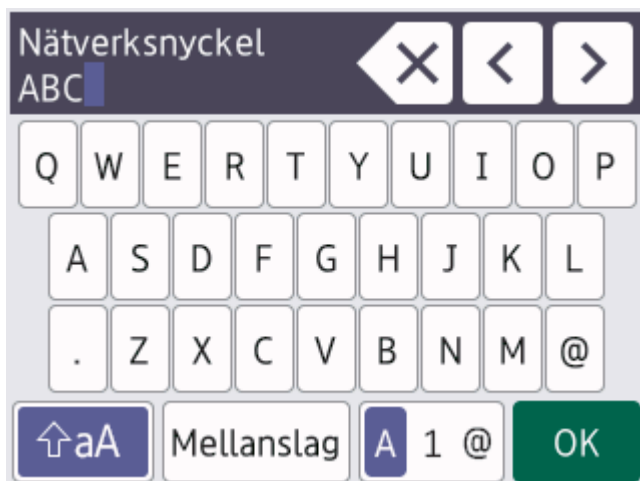 Nätverksnyckel
ABC
Q W E R T Y U I O P
A S D F G H J K L
. Z X C V B N M @
aA Mellanslag A 1 @ OK